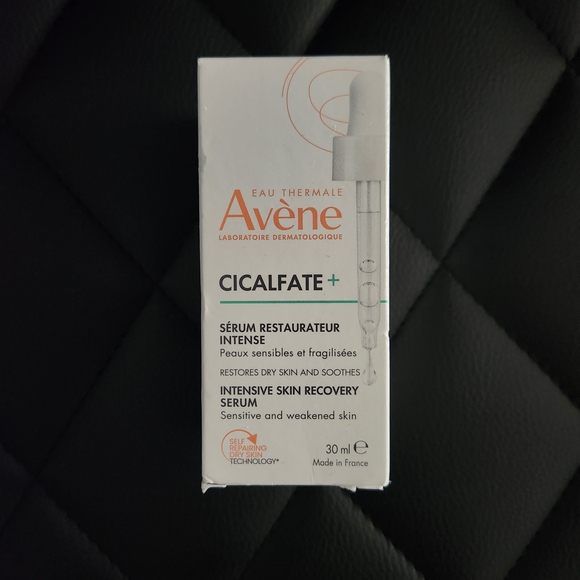 EAU THERMALE
Avène
LABORATOIRE DERMATOLOGIQUE
CICALFATE+
SÉRUM RESTAURATEUR
INTENSE
Peaux sensibles et fragilisées
RESTORES DRY SKIN AND SOOTHES
INTENSIVE SKIN RECOVERY
SERUM
Sensitive and weakened skin
SELF
REPAIRING
DRY SKIN
TECHNOLOGY*
30 ml ℮
Made in France